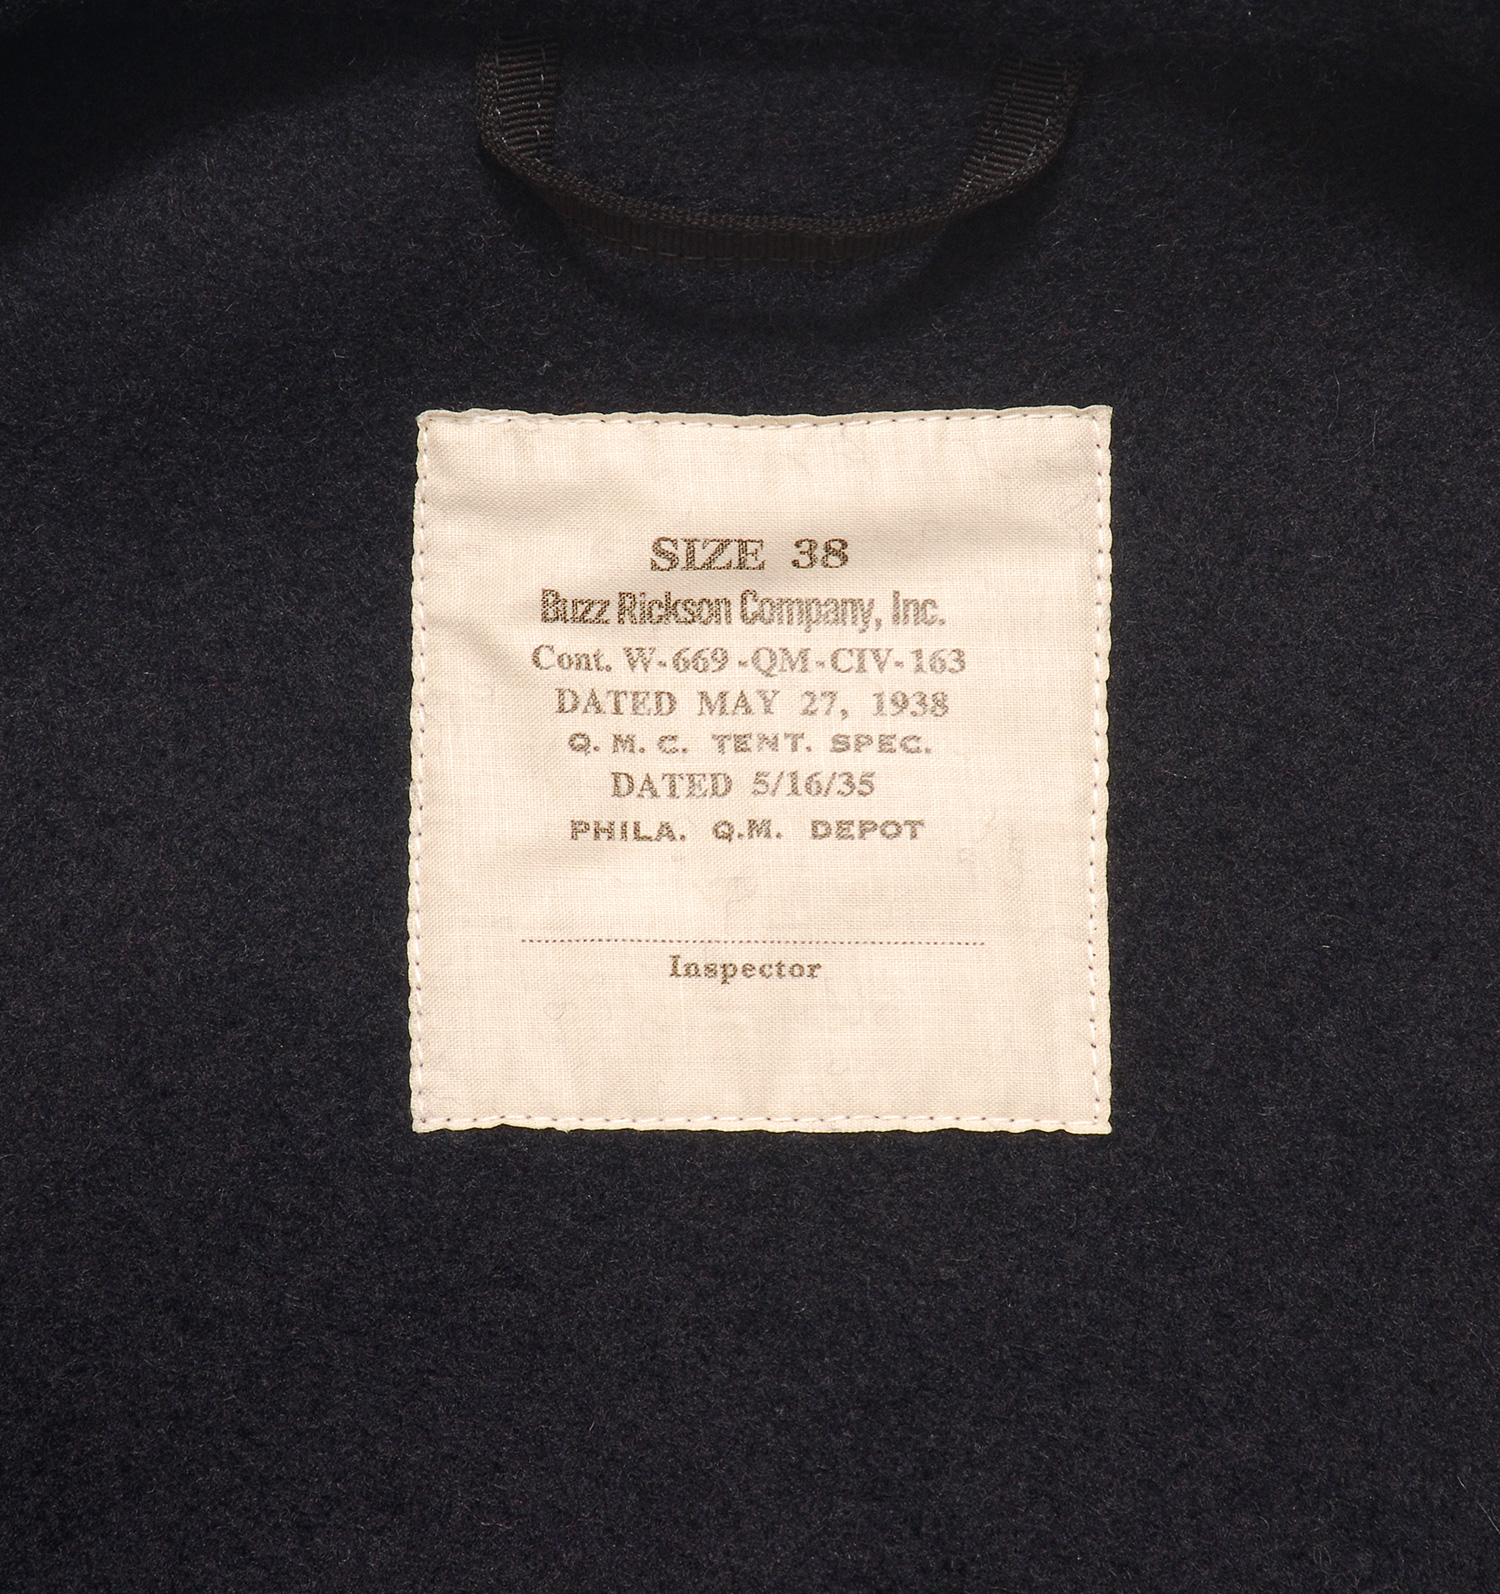 SIZE 38
Buzz Rickson Company, Inc.
Cont. W-669-QM-CIV-163
DATED MAY 27, 1938
Q. M. C. TENT. SPEC.
DATED 5/16/35
PHILA. Q.M. DEPOT
Inspector